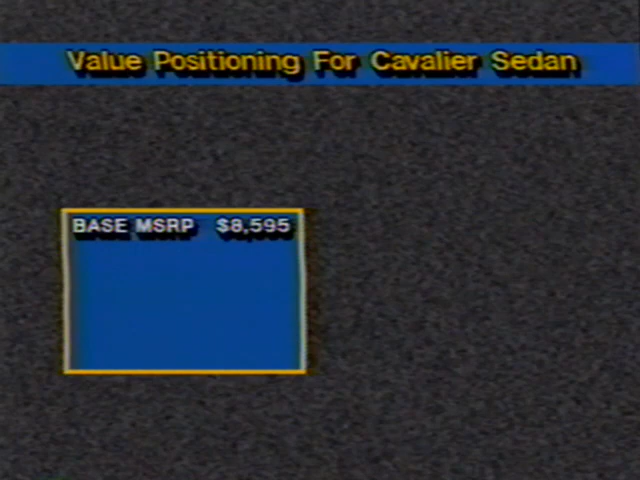 Value Positioning For Cavalier Sedan
BASE MSRP $8,595